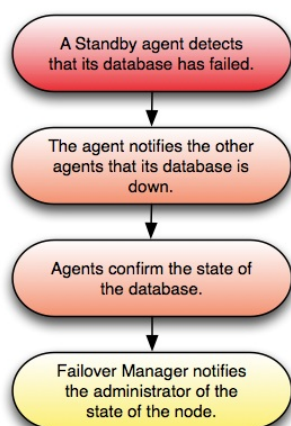 A Standby agent detects
that its database has failed.
The agent notifies the other
agents that its database is
down.
Agents confirm the state of
the database.
Failover Manager notifies
the administrator of the
state of the node.